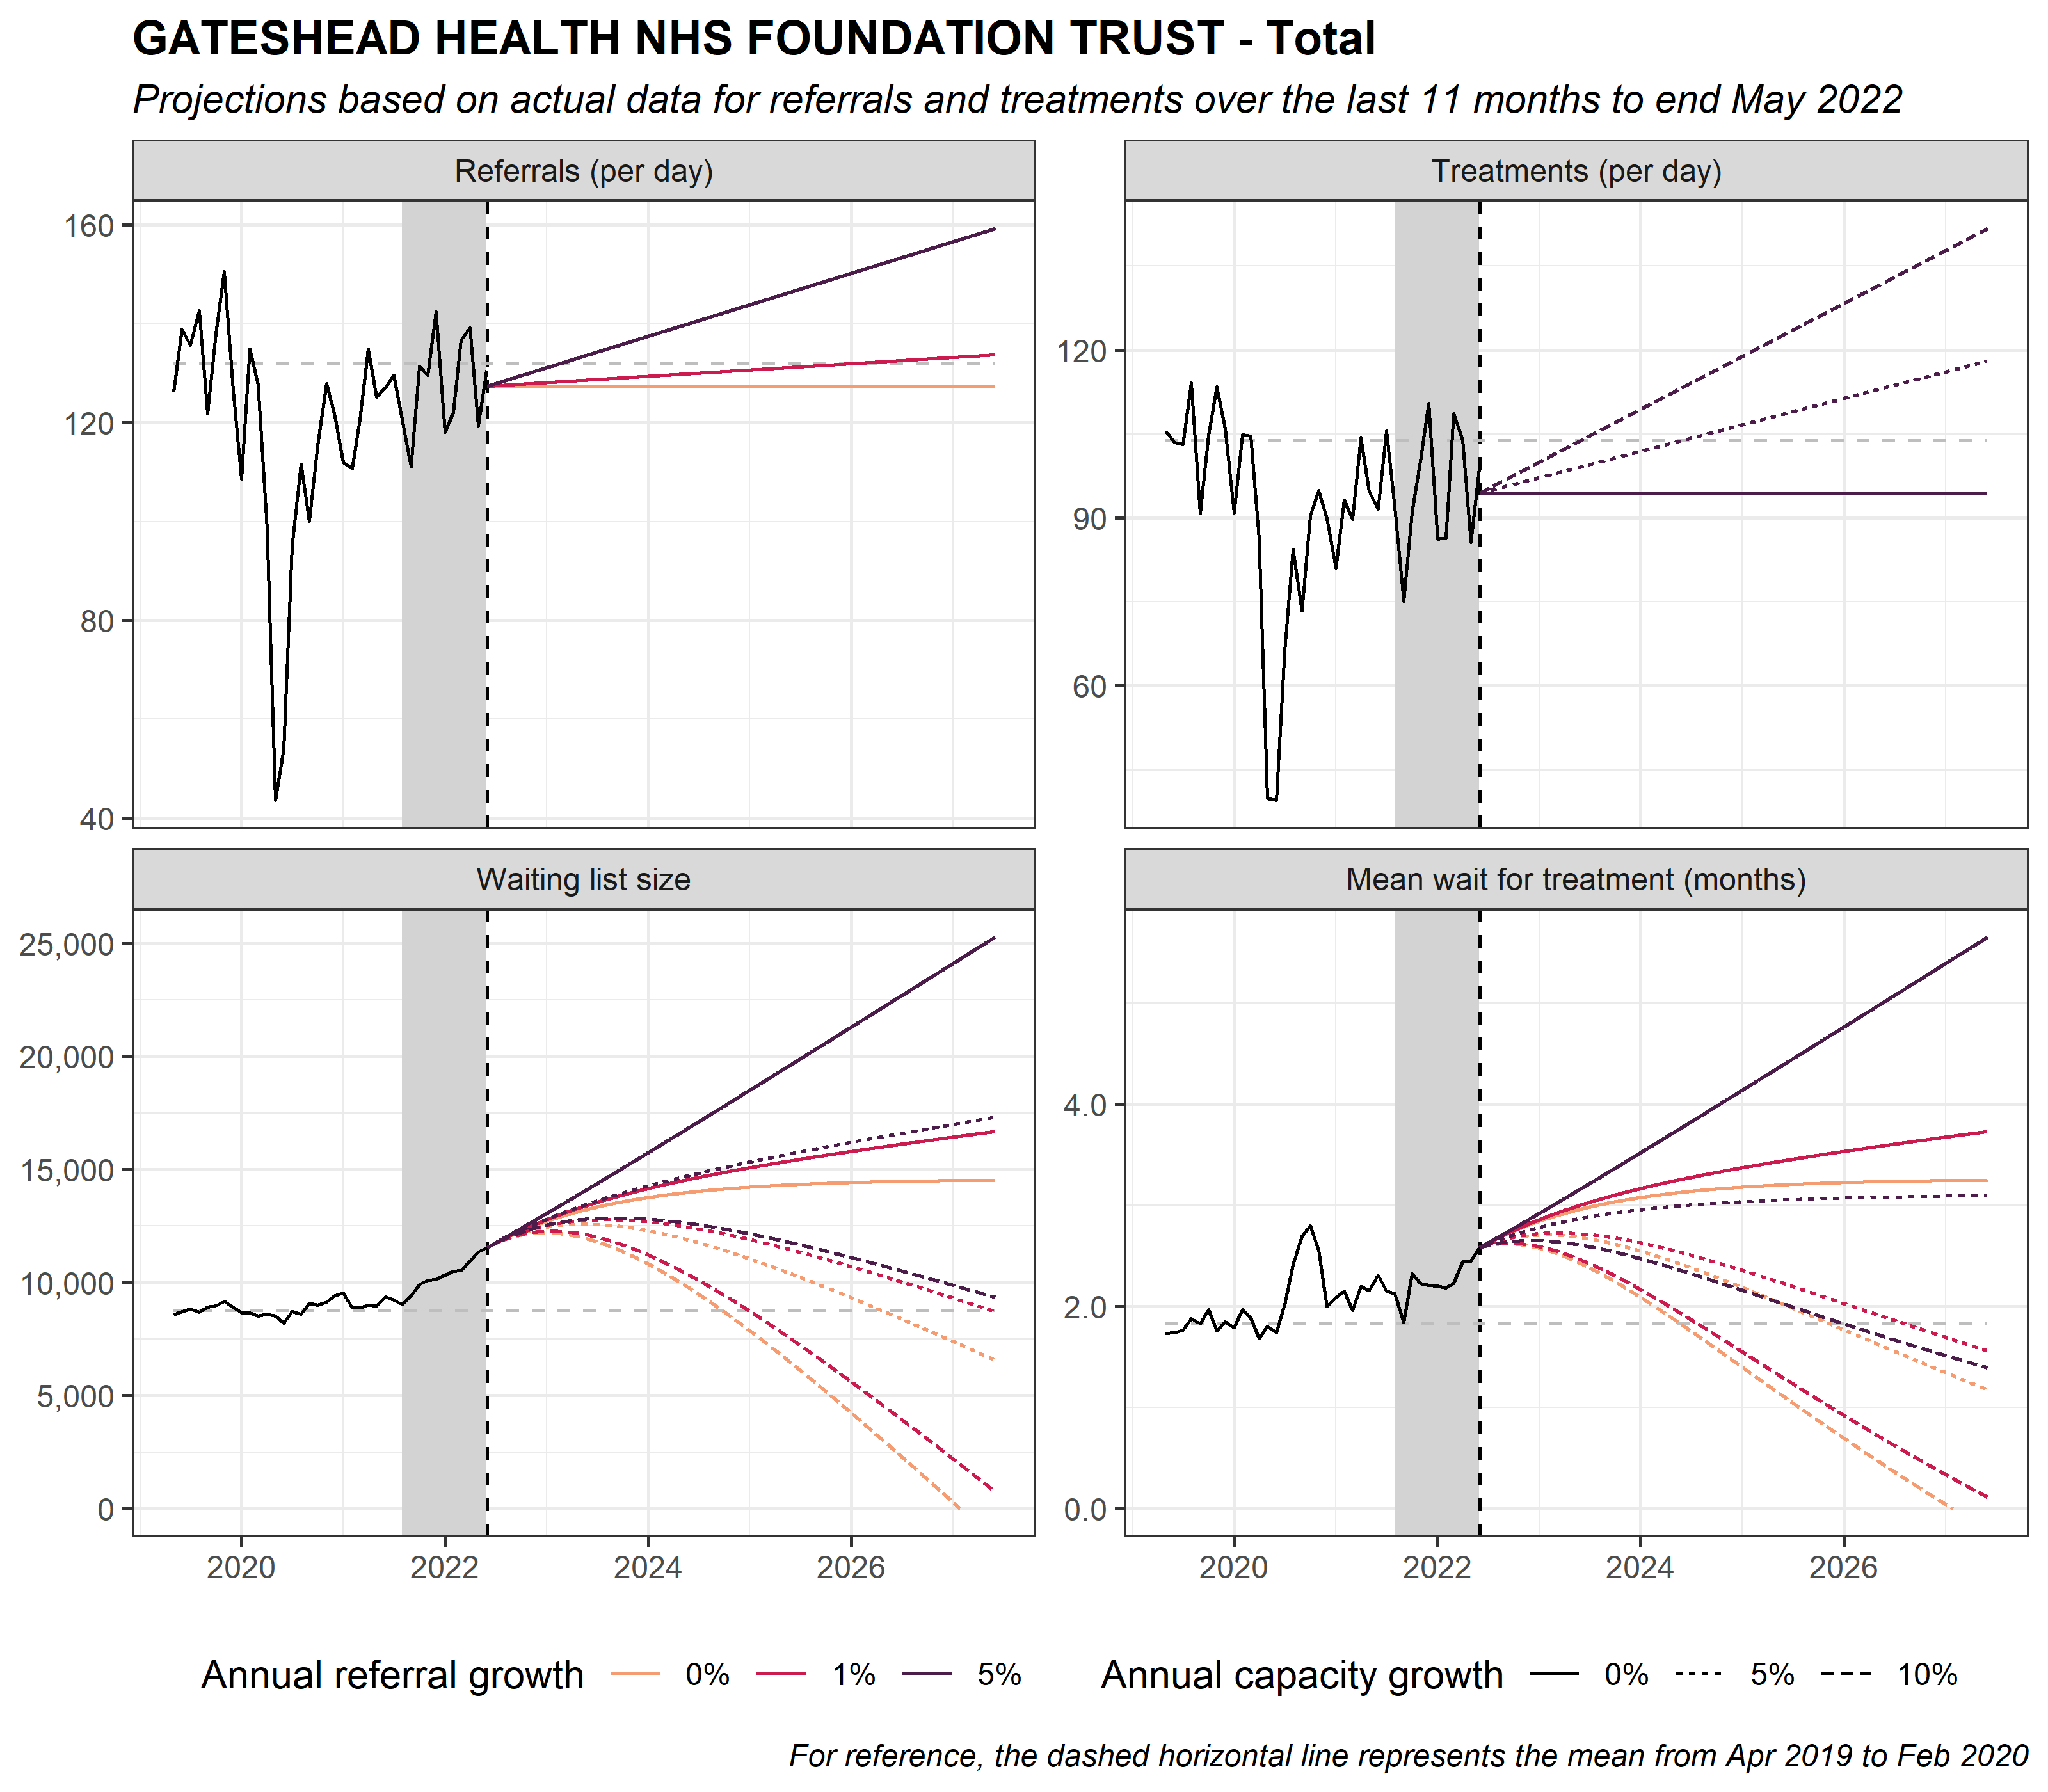 GATESHEAD HEALTH NHS FOUNDATION TRUST - Total
Projections based on actual data for referrals and treatments over the last 11 months to end May 2022
Referrals (per day)
160
120
80
40
Treatments (per day)
120
90
60
Waiting list size
25,000
20,000
15,000
10,000
5,000
0
2020 2022 2024 2026
Mean wait for treatment (months)
4.0
2.0
0.0
2020 2022 2024 2026
Annual referral growth 0% 1% 5%
Annual capacity growth 0% 5% 10%
For reference, the dashed horizontal line represents the mean from Apr 2019 to Feb 2020